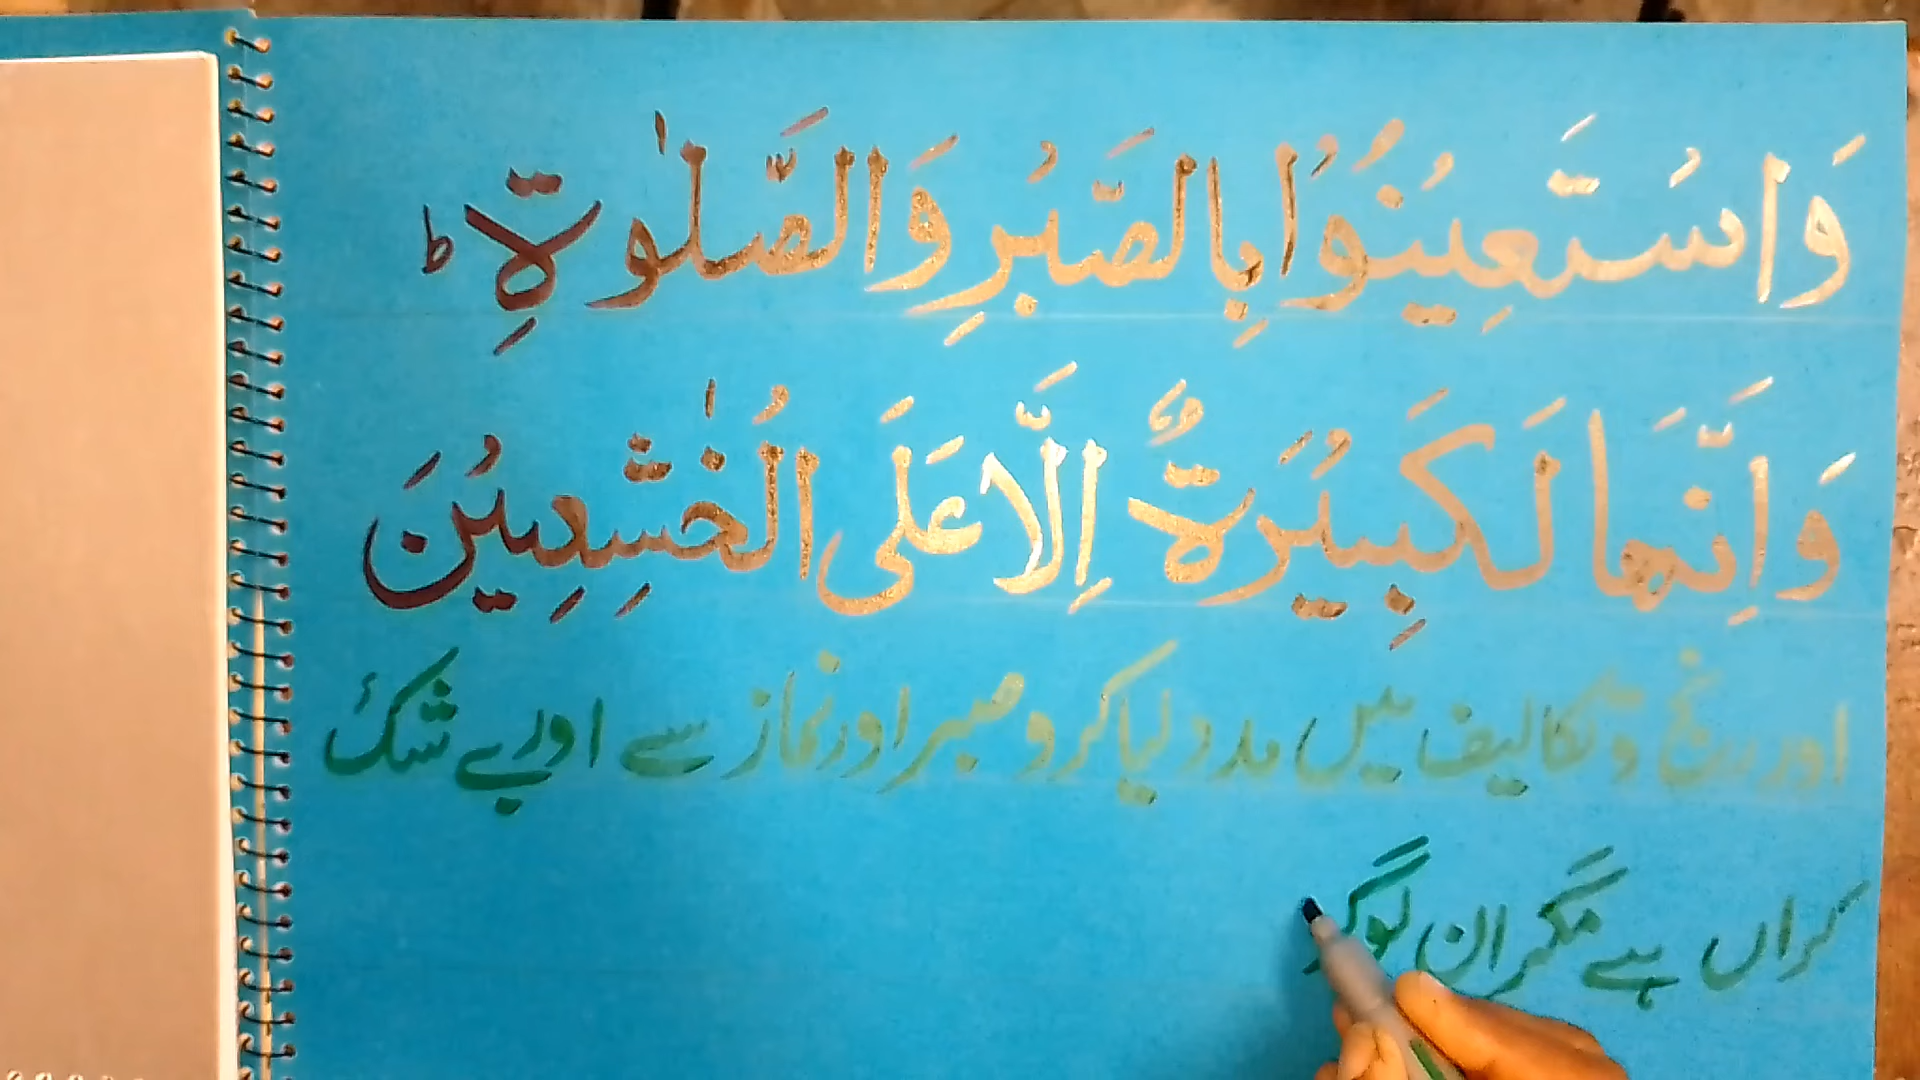 وَاسْتَعِيْنُوْا بِالصَّبْرِ وَالصَّلٰوةِ ؕ
وَاِنَّهَا لَكَبِيْرَةٌ اِلَّا عَلَى الْخٰشِعِيْنَ
اور رنج و تکالیف میں مدد لیا کرو صبر اور نماز سے اور بے شک
گراں ہے مگر ان